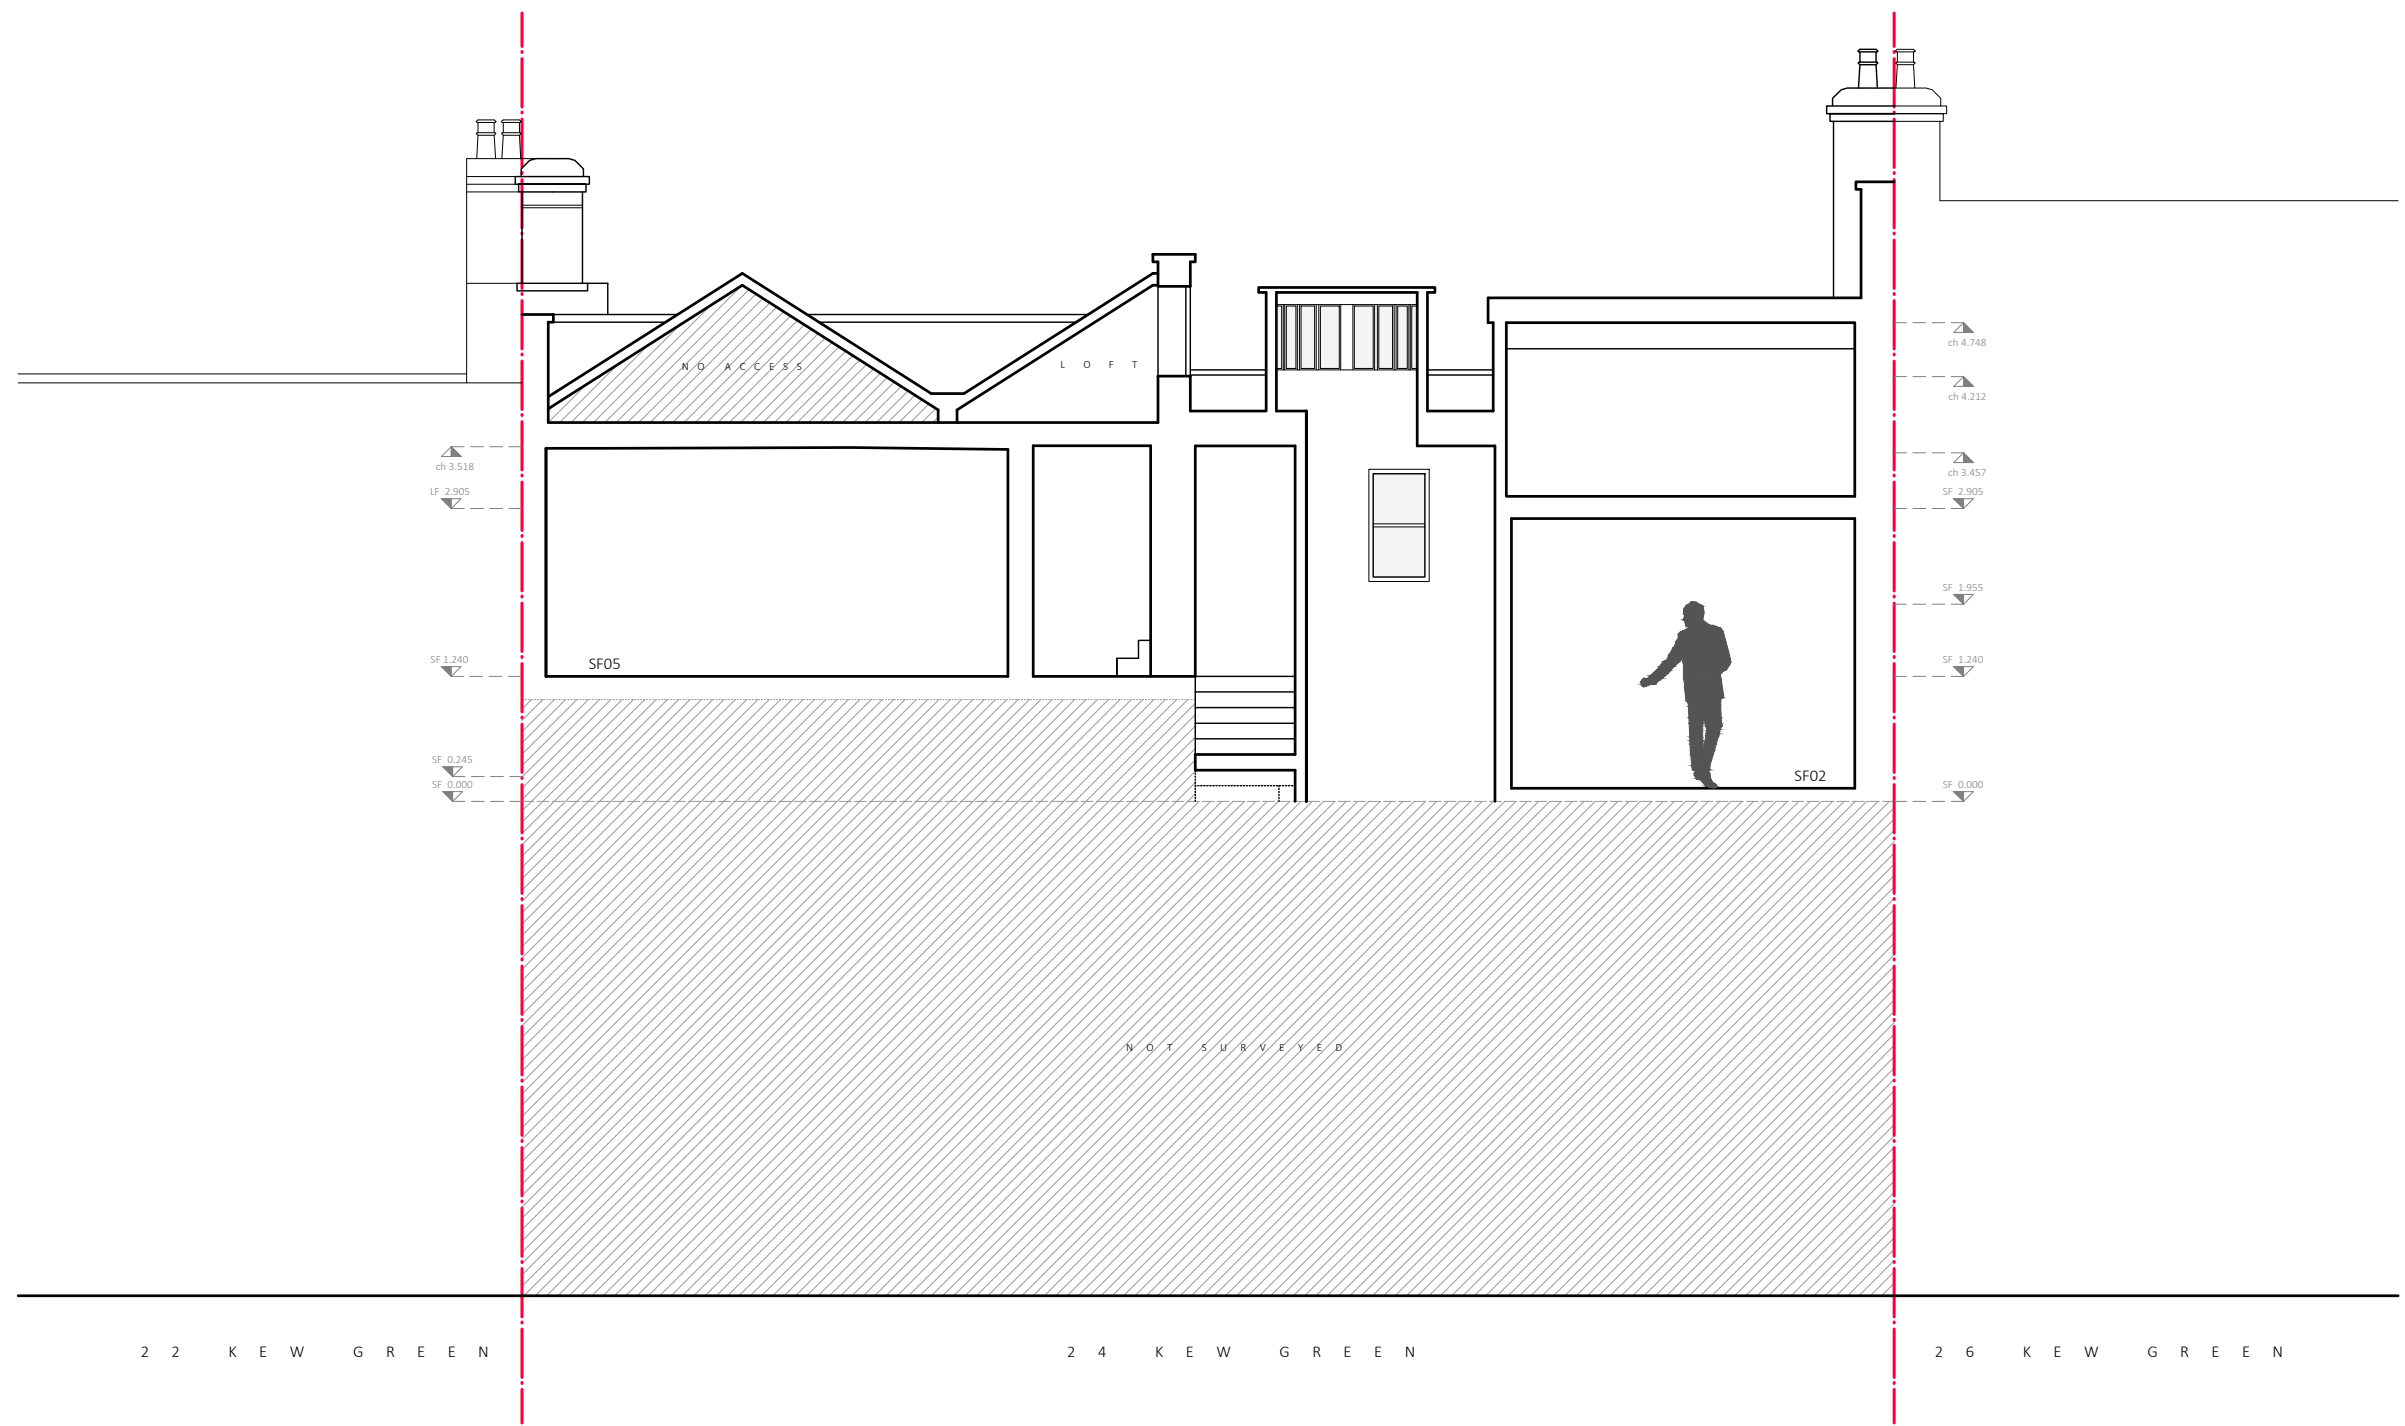 NO ACCESS
LOFT
ch 4.748
ch 4.212
ch 3.518
ch 3.457
LF 2.905
SF 2.905
SF 1.955
SF 1.240
SF05
SF 1.240
SF 0.245
SF 0.000
SF02
SF 0.000
NOT SURVEYED
22 KEW GREEN
24 KEW GREEN
26 KEW GREEN